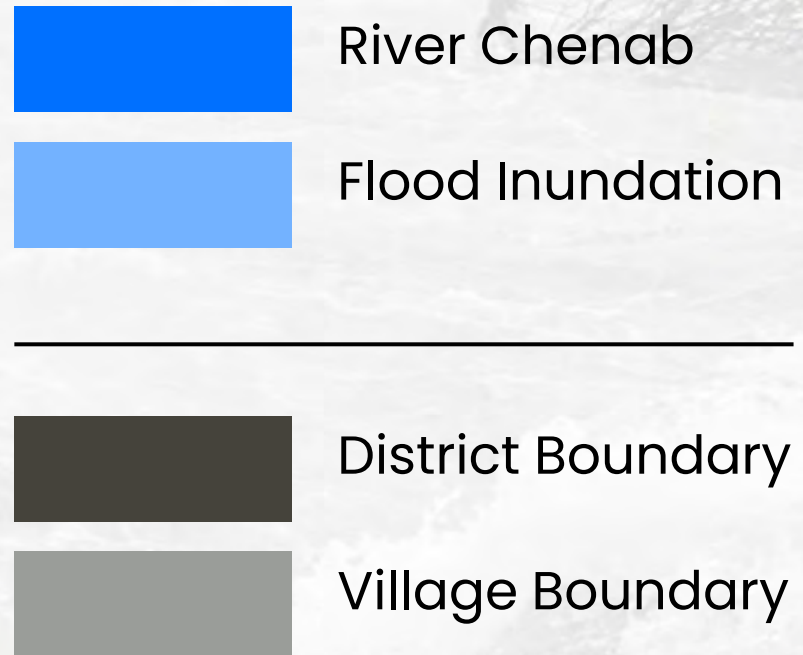 River Chenab
Flood Inundation
District Boundary
Village Boundary